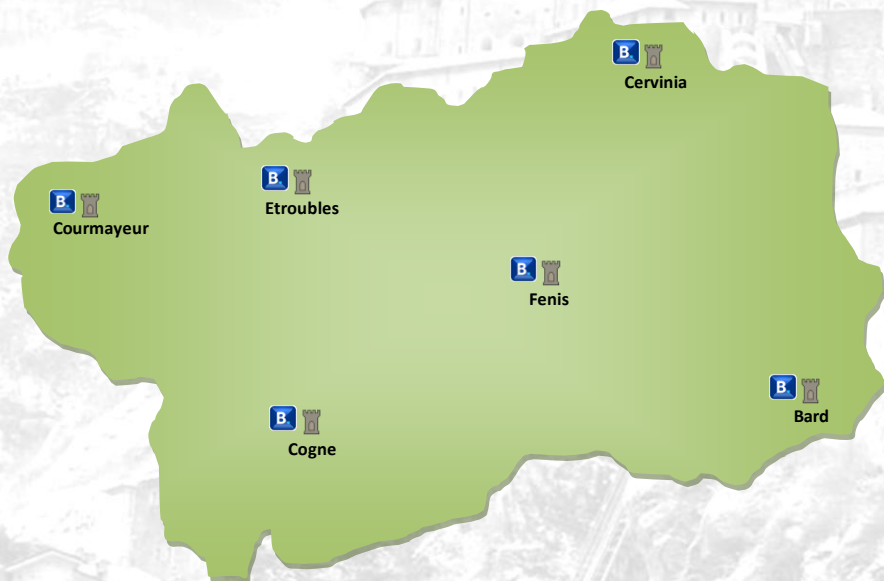 B.
Cervinia
B.
Etroubles
B.
Courmayeur
B.
Fenis
B.
Bard
B.
Cogne